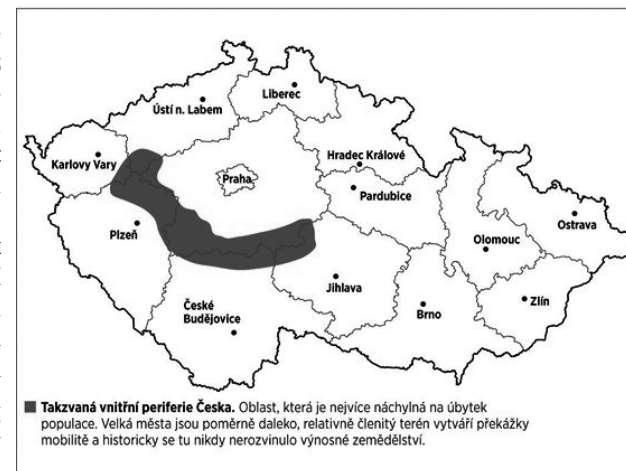 Liberec
Ústí n. Labem
Karlovy Vary
Hradec Králové
Praha
Pardubice
Ostrava
Plzeň
Olomouc
Jihlava
Zlín
České
Budějovice
Brno
Takzvaná vnitřní periferie Česka. Oblast, která je nejvíce náchylná na úbytek
populace. Velká města jsou poměrně daleko, relativně členitý terén vytváří překážky
mobilitě a historicky se tu nikdy nerozvinulo výnosné zemědělství.